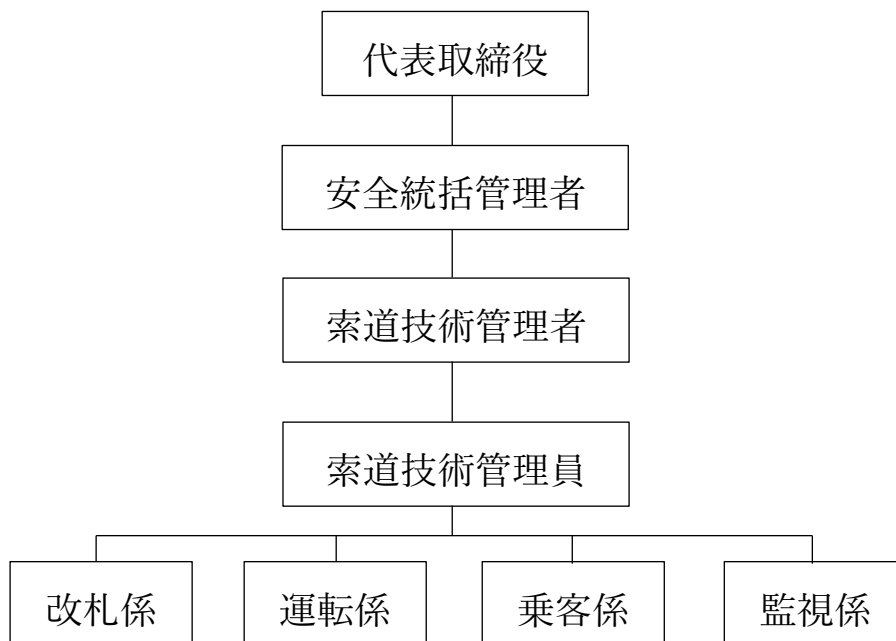 代表取締役
安全統括管理者
索道技術管理者
索道技術管理員
改札係 運転係 乗客係 監視係